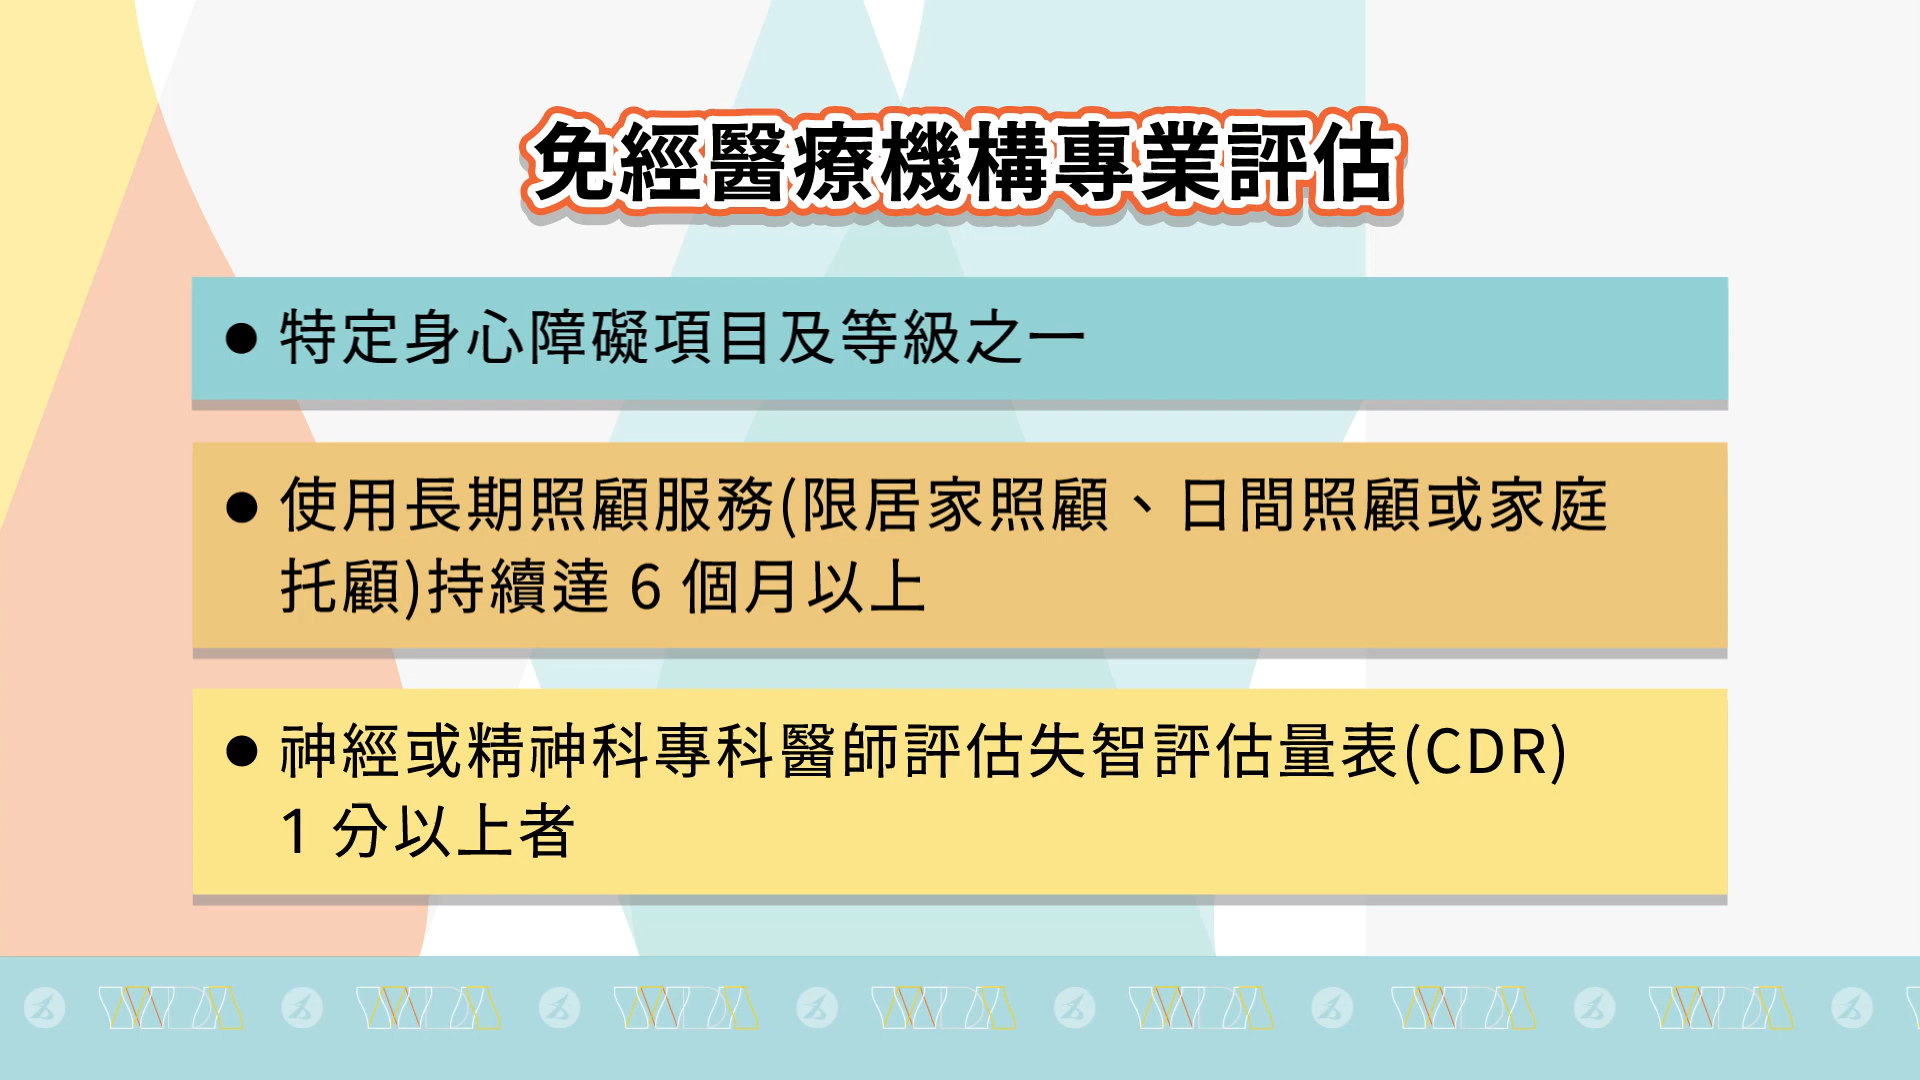 免經醫療機構專業評估
● 特定身心障礙項目及等級之一
● 使用長期照顧服務(限居家照顧、日間照顧或家庭
托顧)持續達 6 個月以上
● 神經或精神科專科醫師評估失智評估量表(CDR)
1 分以上者